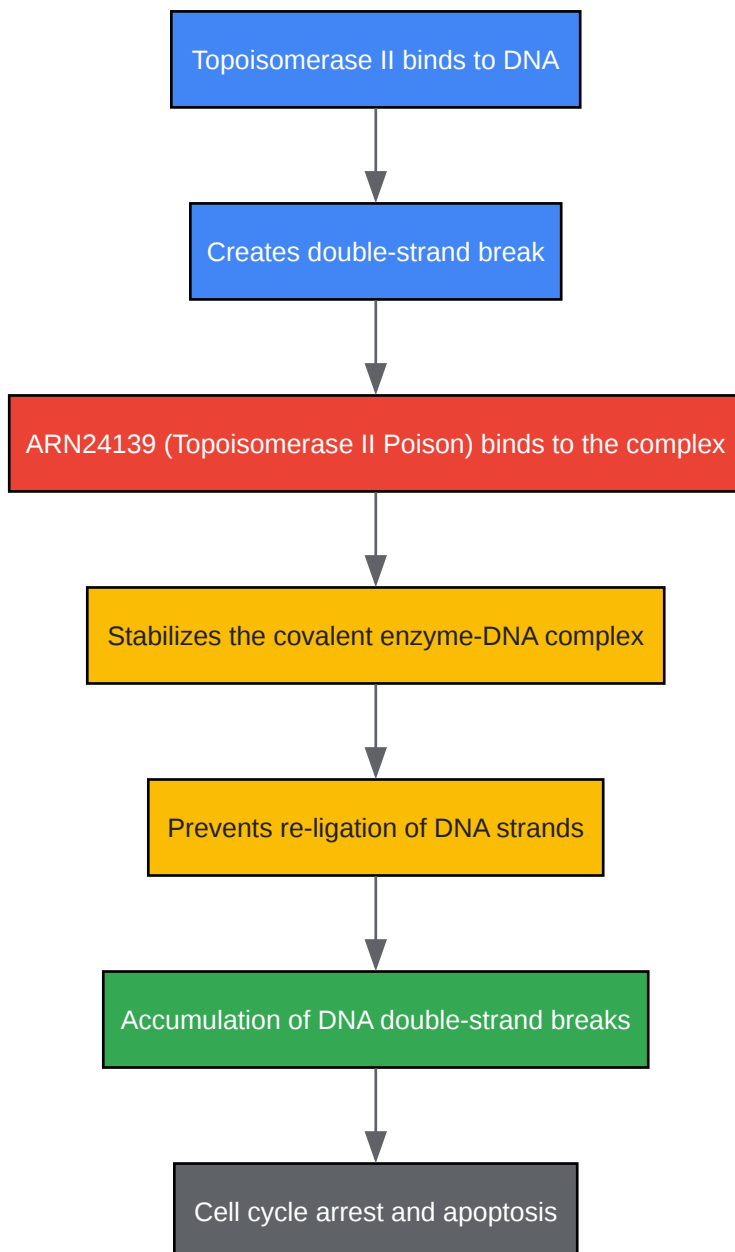 Topoisomerase II binds to DNA
Creates double-strand break
ARN24139 (Topoisomerase II Poison) binds to the complex
Stabilizes the covalent enzyme-DNA complex
Prevents re-ligation of DNA strands
Accumulation of DNA double-strand breaks
Cell cycle arrest and apoptosis